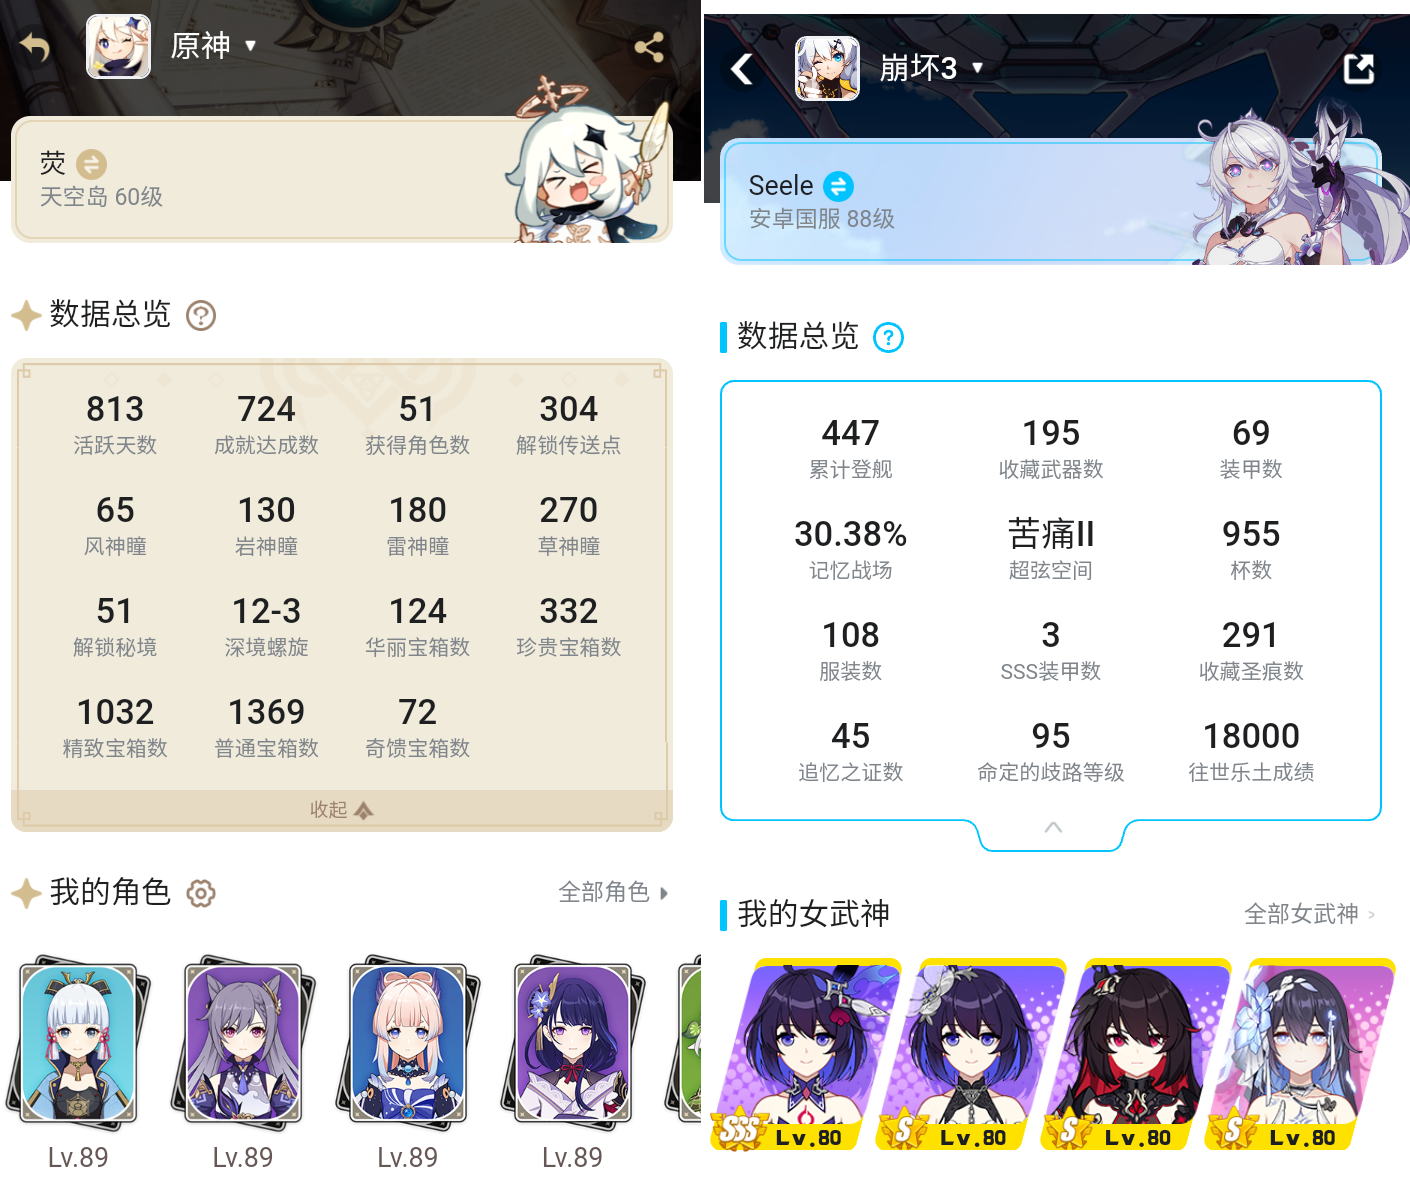 原神
荧
天空岛 60级
数据总览
813 724 51 304
活跃天数 成就达成数 获得角色数 解锁传送点
65 130 180 270
风神瞳 岩神瞳 雷神瞳 草神瞳
51 12-3 124 332
解锁秘境 深境螺旋 华丽宝箱数 珍贵宝箱数
1032 1369 72
精致宝箱数 普通宝箱数 奇馈宝箱数
收起
我的角色 全部角色
Lv.89 Lv.89 Lv.89 Lv.89
崩坏3
Seele
安卓国服 88级
数据总览
447 195 69
累计登舰 收藏武器数 装甲数
30.38% 苦痛II 955
记忆战场 超弦空间 杯数
108 3 291
服装数 SSS装甲数 收藏圣痕数
45 95 18000
追忆之证数 命定的歧路等级 往世乐土成绩
我的女武神 全部女武神 >
SSS Lv.80 S Lv.80 S Lv.80 S Lv.80